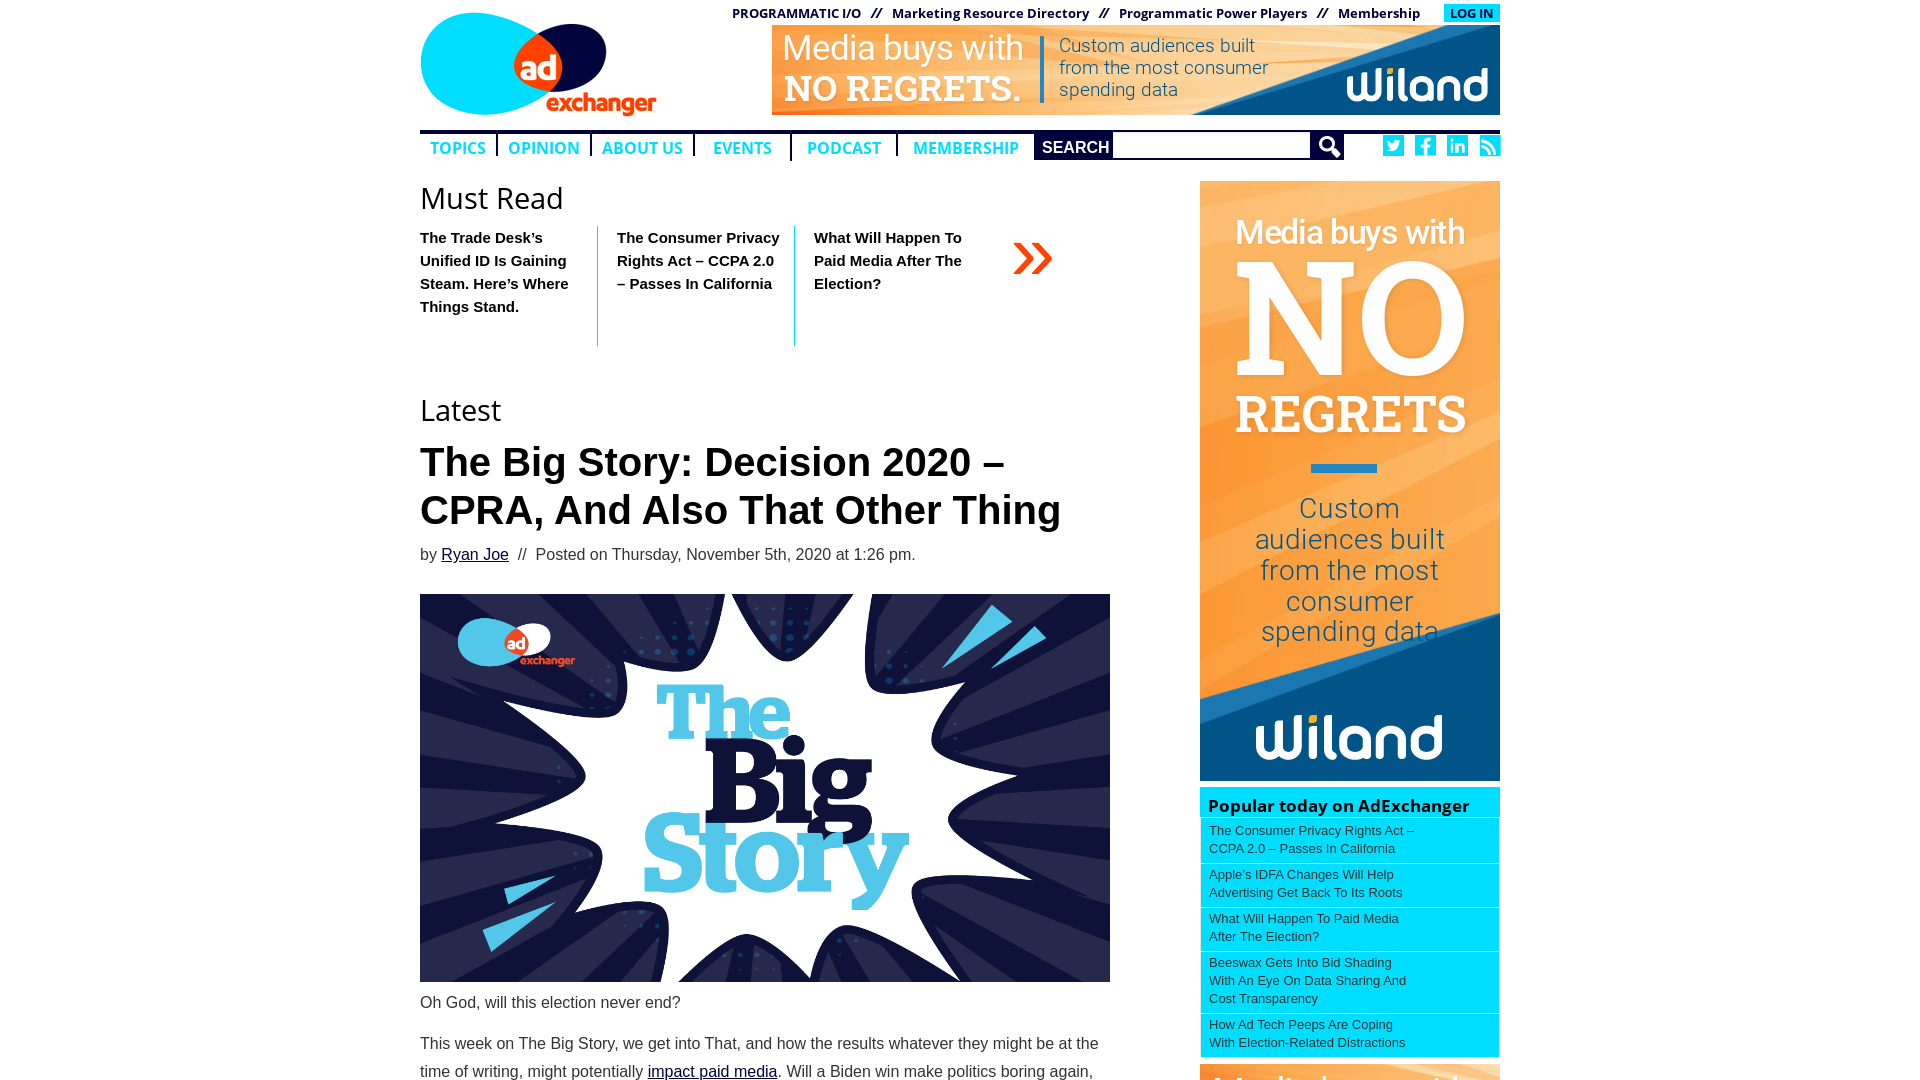 PROGRAMMATIC I/O // Marketing Resource Directory // Programmatic Power Players // Membership LOG IN
ad
exchanger
Media buys with
NO REGRETS.
Custom audiences built
from the most consumer
spending data
wiland
TOPICS OPINION ABOUT US EVENTS PODCAST MEMBERSHIP SEARCH
Must Read
The Trade Desk’s
Unified ID Is Gaining
Steam. Here’s Where
Things Stand.
The Consumer Privacy
Rights Act – CCPA 2.0
– Passes In California
What Will Happen To
Paid Media After The
Election?
»
Latest
The Big Story: Decision 2020 –
CPRA, And Also That Other Thing
by Ryan Joe // Posted on Thursday, November 5th, 2020 at 1:26 pm.
ad
exchanger
The
Big
Story
Oh God, will this election never end?
This week on The Big Story, we get into That, and how the results whatever they might be at the
time of writing, might potentially impact paid media. Will a Biden win make politics boring again,
Media buys with
NO
REGRETS
Custom
audiences built
from the most
consumer
spending data
wiland
Popular today on AdExchanger
The Consumer Privacy Rights Act –
CCPA 2.0 – Passes In California
Apple’s IDFA Changes Will Help
Advertising Get Back To Its Roots
What Will Happen To Paid Media
After The Election?
Beeswax Gets Into Bid Shading
With An Eye On Data Sharing And
Cost Transparency
How Ad Tech Peeps Are Coping
With Election-Related Distractions